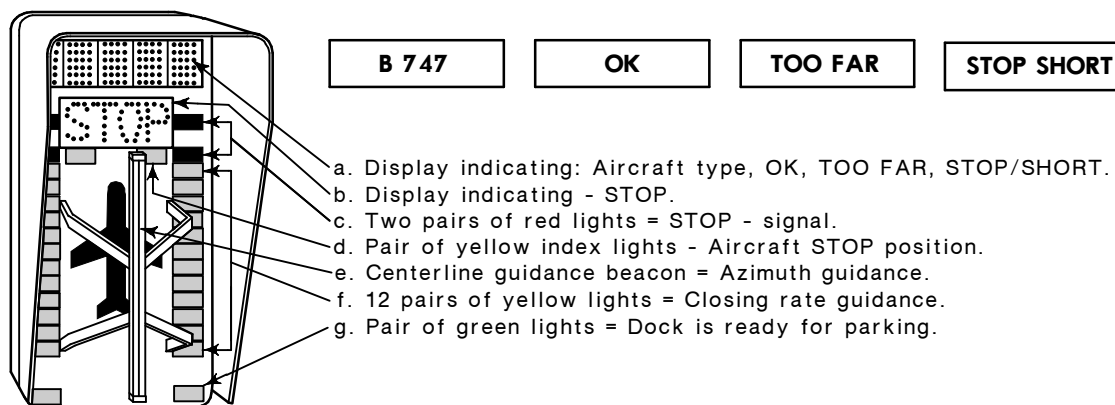 B 747
OK
TOO FAR
STOP SHORT
STOP
a. Display indicating: Aircraft type, OK, TOO FAR, STOP/SHORT.
b. Display indicating - STOP.
c. Two pairs of red lights = STOP - signal.
d. Pair of yellow index lights - Aircraft STOP position.
e. Centerline guidance beacon = Azimuth guidance.
f. 12 pairs of yellow lights = Closing rate guidance.
g. Pair of green lights = Dock is ready for parking.